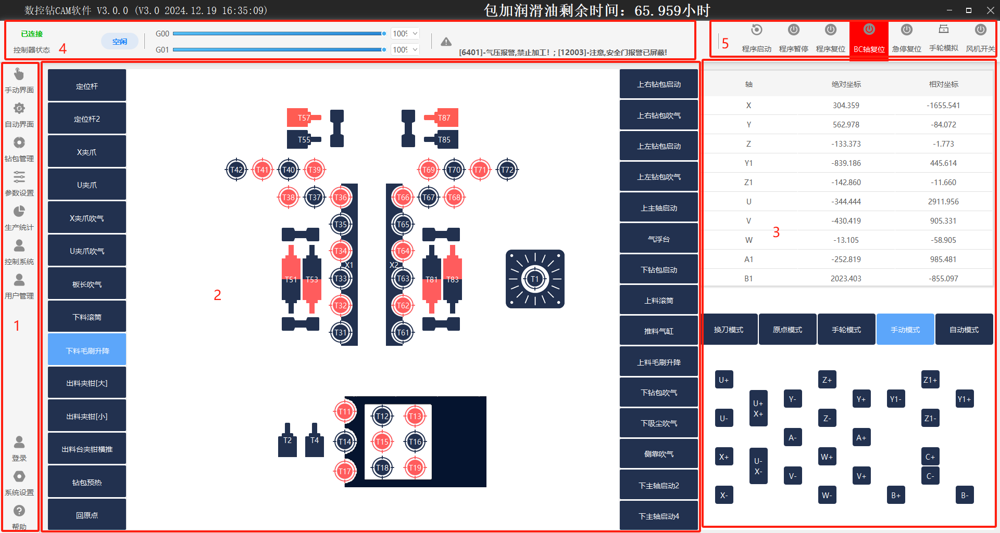 数控钻CAM软件 V3.0.0 (V3.0 2024.12.19 16:35:09)
包加润滑油剩余时间：65.959小时
已连接
控制器状态
4
空闲
G00
100%
G01
100%
[6401]-气压报警,禁止加工! ; [12003]-注意,安全门报警已屏蔽!
5
程序启动
程序暂停
程序复位
BC轴复位
急停复位
手轮模拟
风机开关
手动界面
自动界面
钻包管理
参数设置
生产统计
控制系统
用户管理
1
登录
系统设置
帮助
定位杆
定位杆2
X夹爪
U夹爪
X夹爪吹气
U夹爪吹气
板长吹气
下料滚筒
下料毛刷升降
出料夹钳[大]
出料夹钳[小]
出料台夹钳横推
钻包预热
回原点
2
T57
T87
T55
T85
T42
T41
T40
T39
T69
T70
T71
T72
T38
T37
T36
T66
T67
T68
T35
T65
T34
T64
X1
X2
T51
T53
T33
T63
T81
T83
T1
T32
T62
T31
T61
T11
T12
T13
T2
T4
T14
T15
T16
T17
T18
T19
上右钻包启动
上右钻包吹气
上左钻包启动
上左钻包吹气
上主轴启动
气浮台
下钻包启动
上料滚筒
推料气缸
上料毛刷升降
下钻包吹气
下吸尘吹气
侧靠吹气
下主轴启动2
下主轴启动4
轴 绝对坐标 相对坐标
X 304.359 -1655.541
Y 562.978 -84.072
Z -133.373 -1.773
Y1 -839.186 445.614
Z1 -142.860 -11.660
U -344.444 2911.956
V -430.419 905.331
3
W -13.105 -58.905
A1 -252.819 985.481
B1 2023.403 -855.097
换刀模式
原点模式
手轮模式
手动模式
自动模式
U+
Z+
Z1+
U+
X+
Y-
Y+
Y1-
Y1+
U-
Z-
Z1-
A-
A+
X+
U-
X-
W+
C+
V-
V+
C-
X-
W-
B+
B-